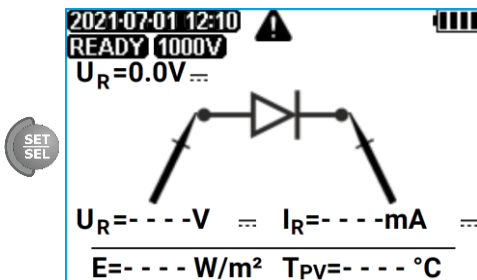 2021·07·01 12:10
READY 1000V
UR=0.0V⎓
SET
SEL
UR=- - - -V ⎓ IR=- - - -mA ⎓
E=- - - - W/m² TPV=- - - - °C